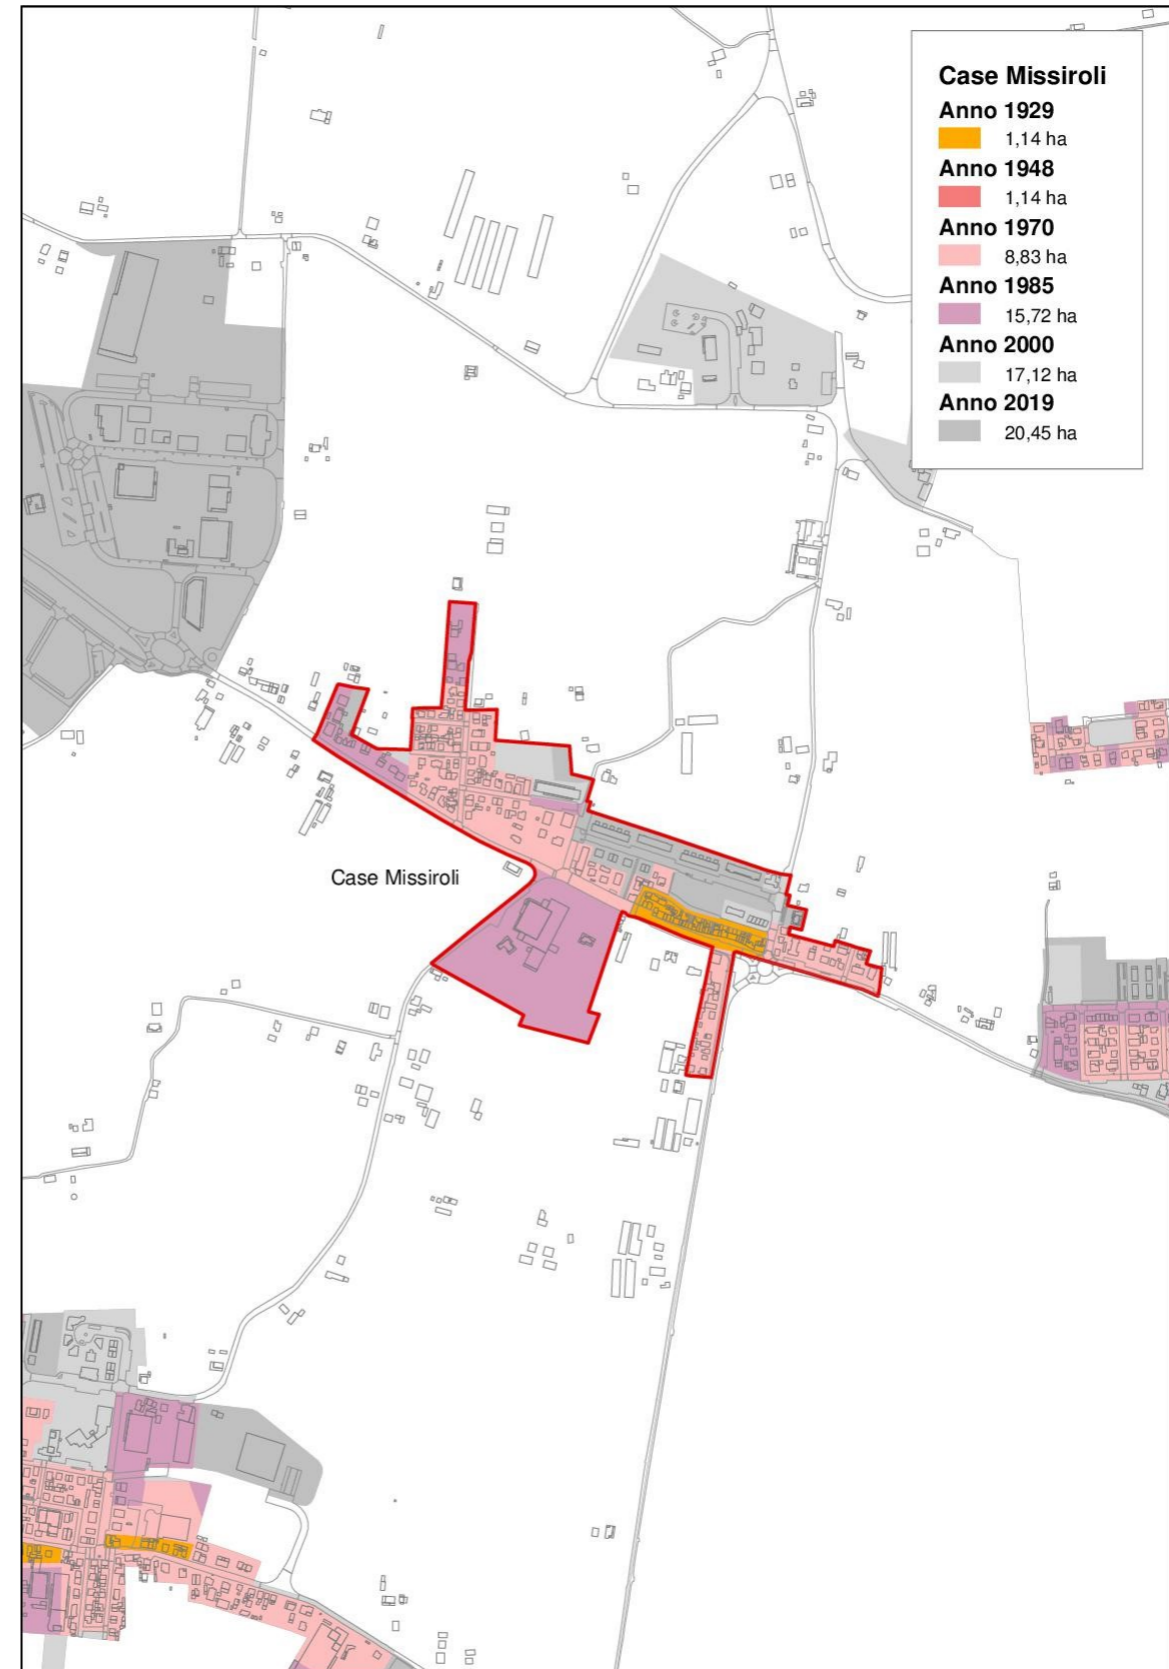 Case Missiroli
Anno 1929
1,14 ha
Anno 1948
1,14 ha
Anno 1970
8,83 ha
Anno 1985
15,72 ha
Anno 2000
17,12 ha
Anno 2019
20,45 ha
Case Missiroli